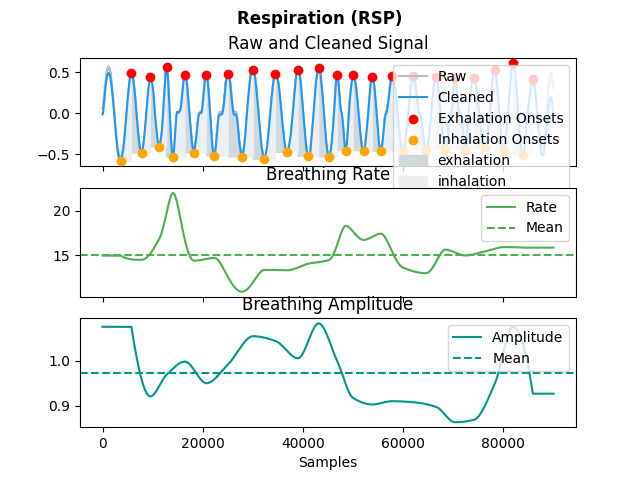 Respiration (RSP)
Raw and Cleaned Signal
0.5
0.0
−0.5
Raw
Cleaned
Exhalation Onsets
Inhalation Onsets
exhalation
inhalation
Breathing Rate
20
15
Rate
Mean
Breathing Amplitude
1.0
0.9
Amplitude
Mean
0 20000 40000 60000 80000
Samples